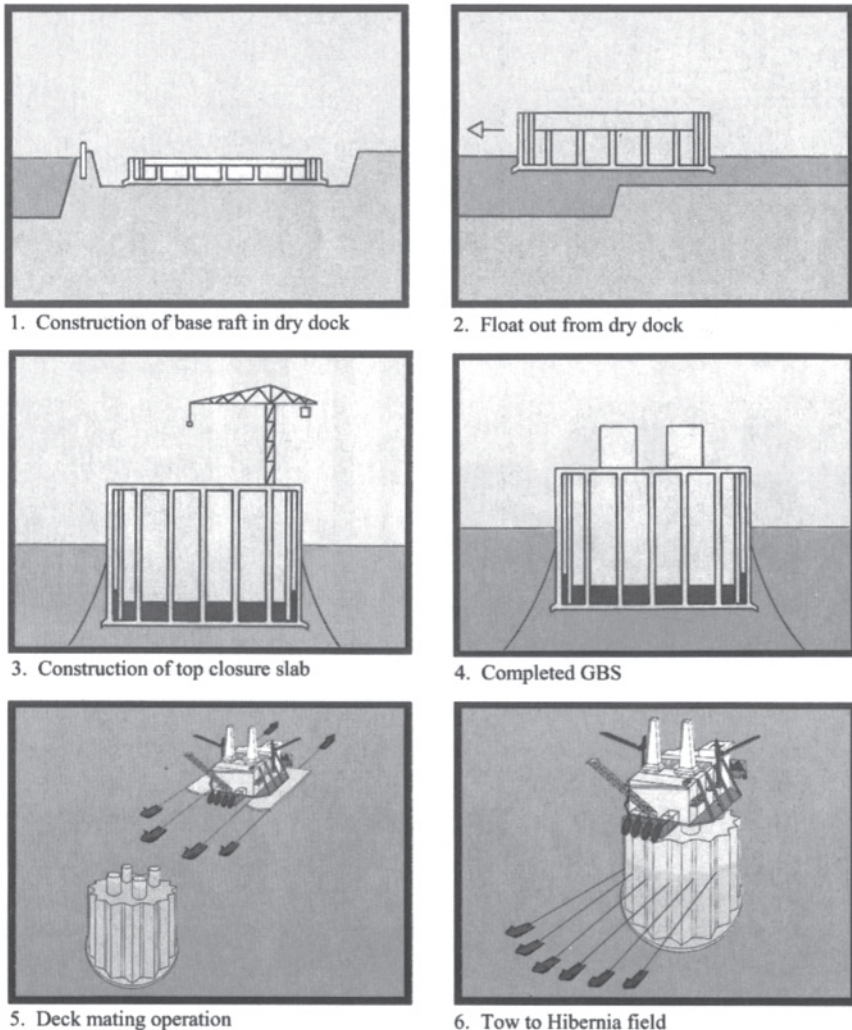 1. Construction of base raft in dry dock
2. Float out from dry dock
3. Construction of top closure slab
4. Completed GBS
5. Deck mating operation
6. Tow to Hibernia field